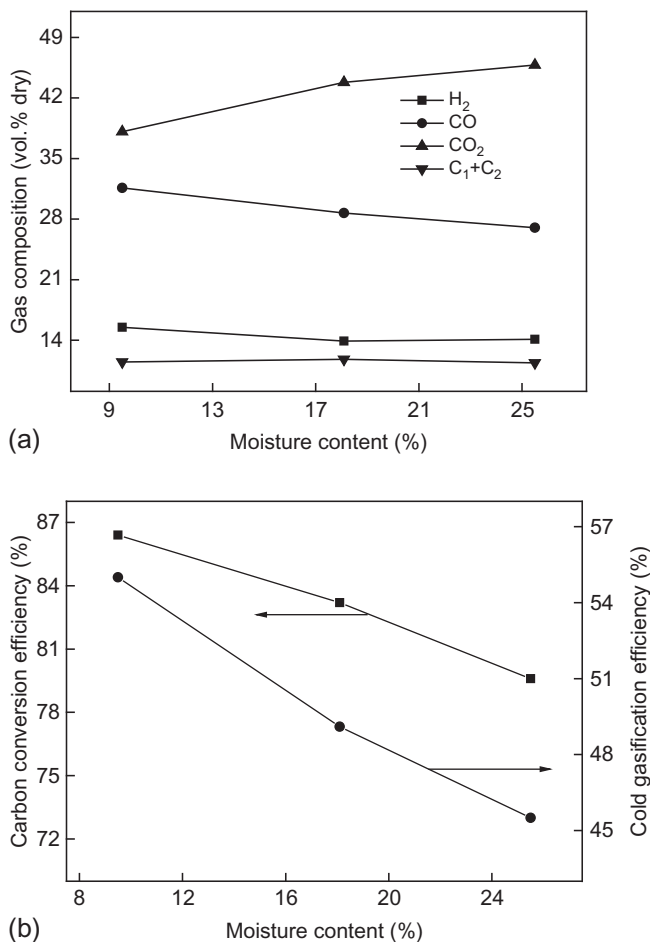 49
42
35
28
21
14
Gas composition (vol.% dry)
H₂
CO
CO₂
C₁+C₂
9 13 17 21 25
Moisture content (%)
(a)
87
84
81
78
75
72
Carbon conversion efficiency (%)
57
54
51
48
45
Cold gasification efficiency (%)
8 12 16 20 24
Moisture content (%)
(b)